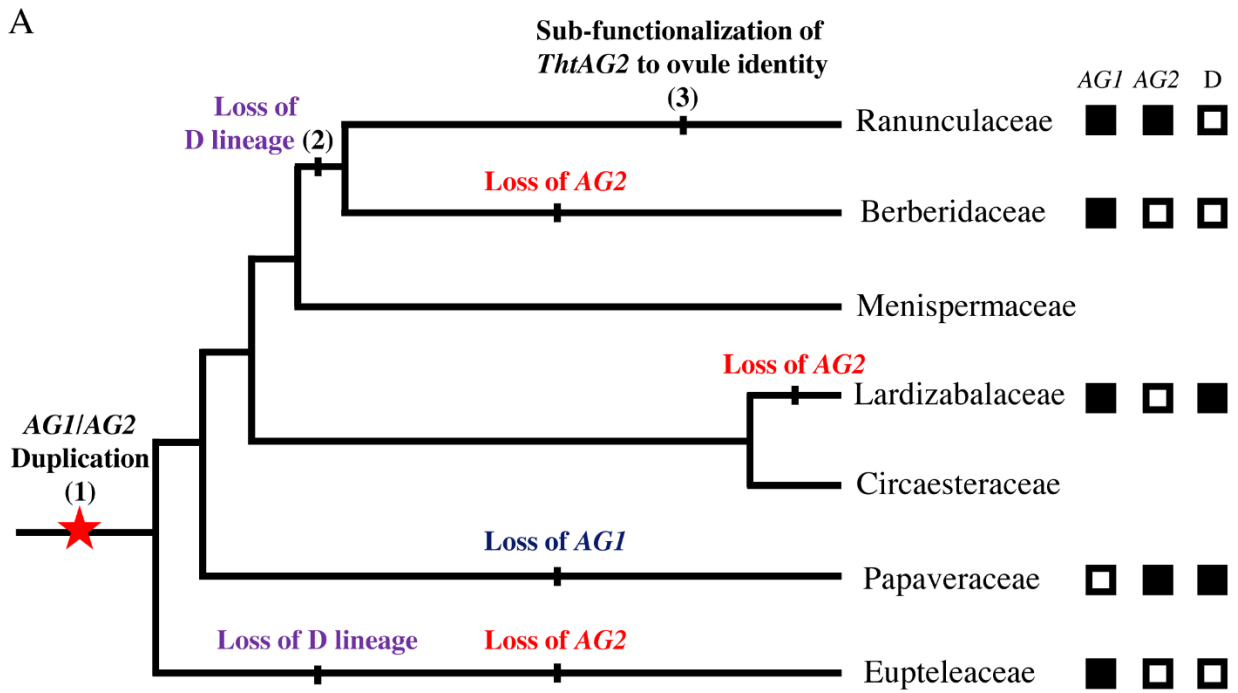 A
Sub-functionalization of
ThtAG2 to ovule identity
(3)
AG1 AG2 D
Loss of
D lineage (2)
Ranunculaceae
Loss of AG2
Berberidaceae
Menispermaceae
Loss of AG2
Lardizabalaceae
AG1/AG2
Duplication
(1)
Circaesteraceae
Loss of AG1
Papaveraceae
Loss of D lineage
Loss of AG2
Eupteleaceae